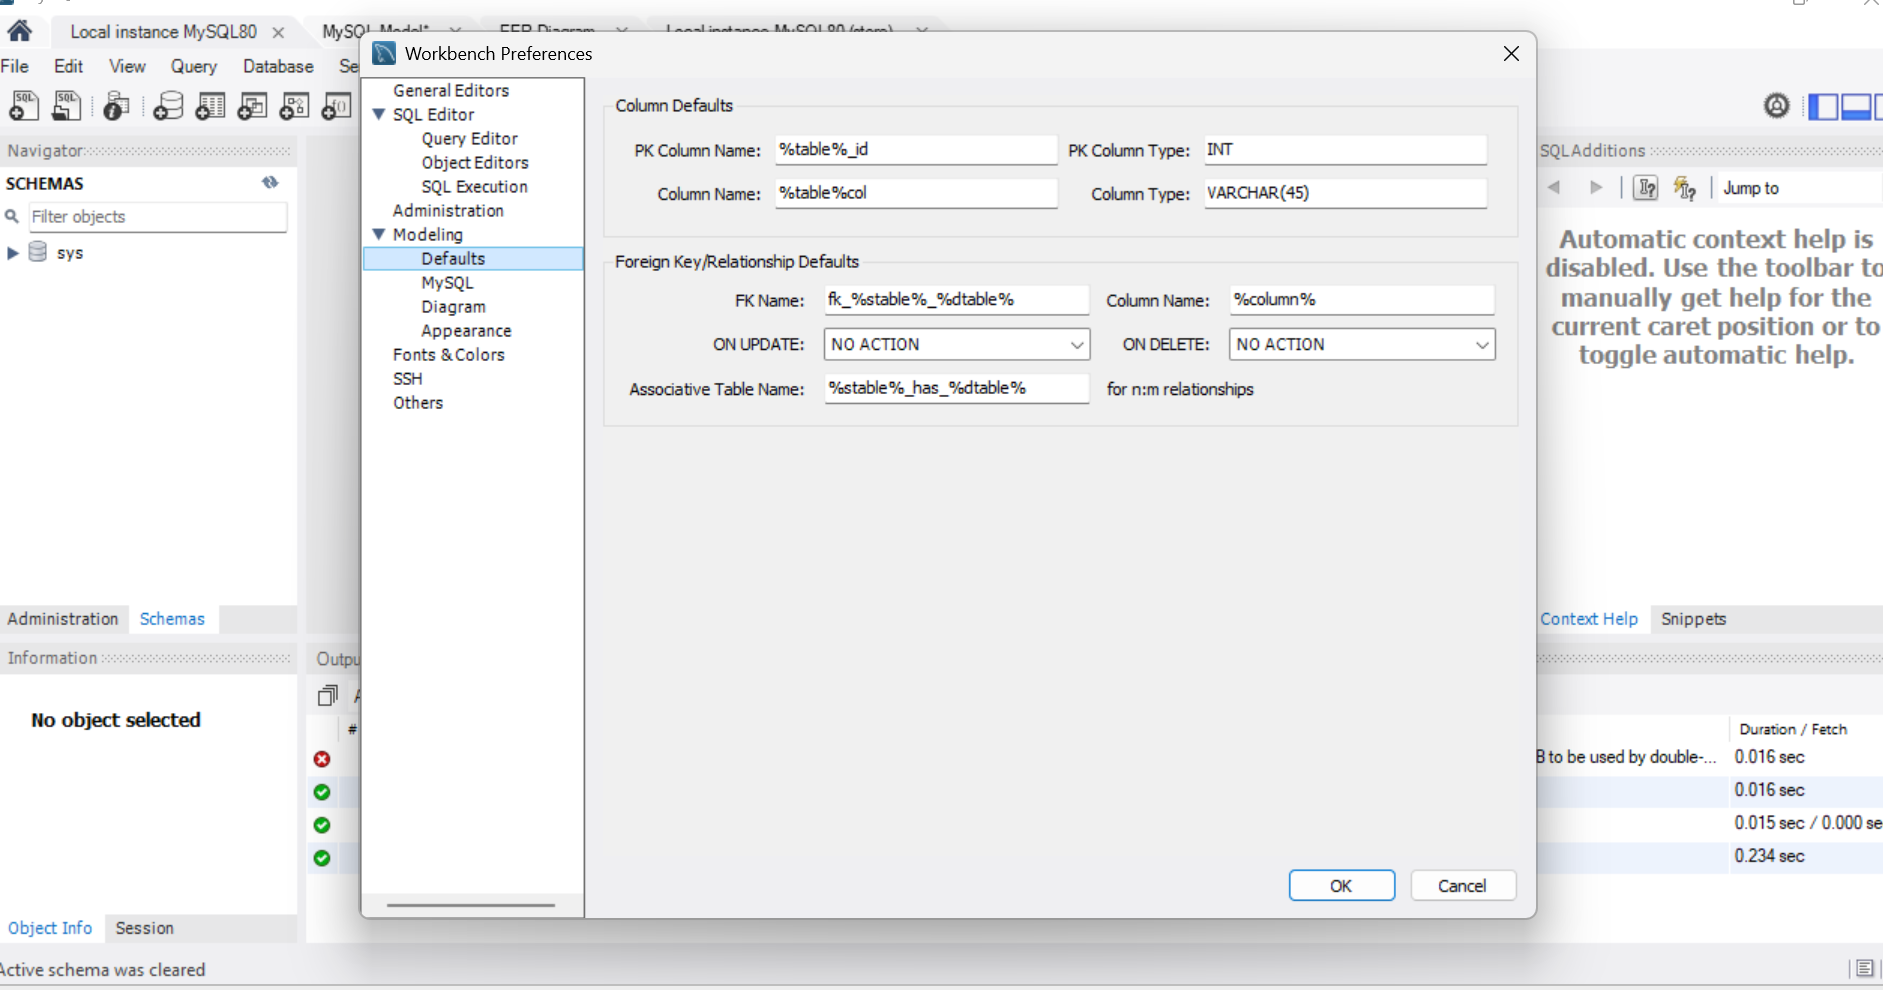 Local instance MySQL80
MySQL Model*
EER Diagram
Local instance MySQL80 (store)
File Edit View Query Database Se
Navigator
SCHEMAS
Filter objects
sys
Administration Schemas
Information
No object selected
Object Info Session
Active schema was cleared
Outpu
#
Workbench Preferences
General Editors
SQL Editor
Query Editor
Object Editors
SQL Execution
Administration
Modeling
Defaults
MySQL
Diagram
Appearance
Fonts & Colors
SSH
Others
Column Defaults
PK Column Name: %table%_id PK Column Type: INT
Column Name: %table%col Column Type: VARCHAR(45)
Foreign Key/Relationship Defaults
FK Name: fk_%stable%_%dtable% Column Name: %column%
ON UPDATE: NO ACTION ON DELETE: NO ACTION
Associative Table Name: %stable%_has_%dtable% for n:m relationships
OK Cancel
SQLAdditions
Jump to
Automatic context help is
disabled. Use the toolbar to
manually get help for the
current caret position or to
toggle automatic help.
Context Help Snippets
Duration / Fetch
B to be used by double-... 0.016 sec
0.016 sec
0.015 sec / 0.000 se
0.234 sec